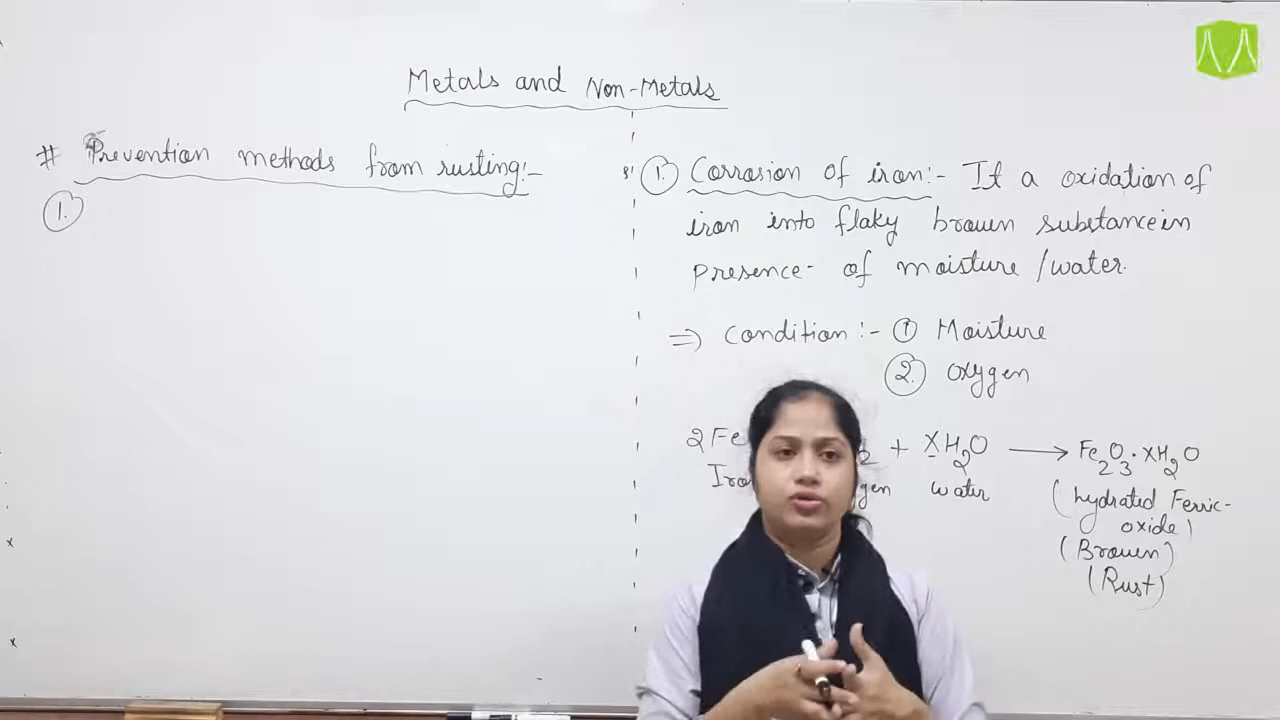 Metals and Non-Metals
# Prevention methods from rusting:-
1.
1. Corrosion of iron:- It a oxidation of
iron into flaky brown substance in
presence- of moisture/water.
⇒ Condition:- 1 Moisture
2. Oxygen
2Fe + XH2O → Fe2O3.XH2O
water (hydrated Ferric-
oxide)
(Brown)
(Rust)